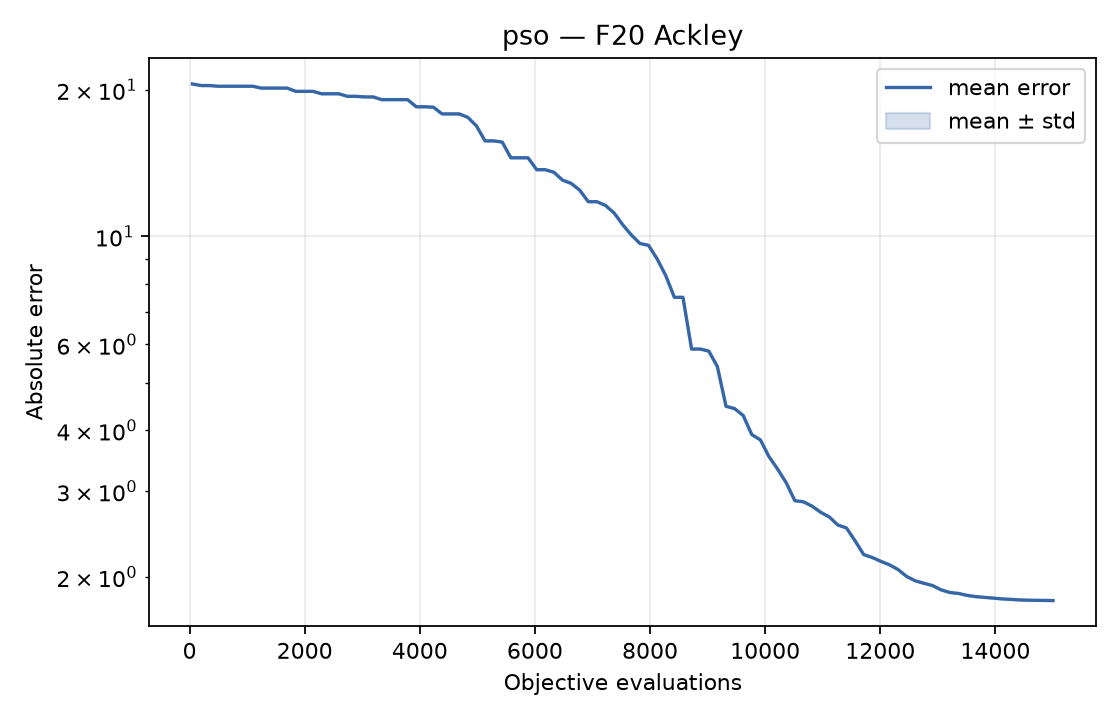 pso — F20 Ackley
mean error
mean ± std
Absolute error
2 × 10¹
10¹
6 × 10⁰
4 × 10⁰
3 × 10⁰
2 × 10⁰
0 2000 4000 6000 8000 10000 12000 14000
Objective evaluations